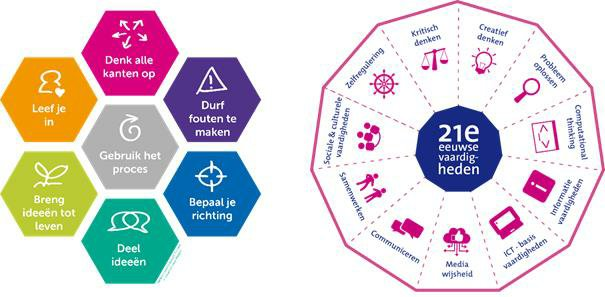 Denk alle
kanten op
Leef je
in
Durf
fouten te
maken
Gebruik het
proces
Breng
ideeën tot
leven
Bepaal je
richting
Deel
ideeën
21e
eeuwse
vaardig-
heden
Kritisch
denken
Creatief
denken
Probleem
oplossen
Computational
thinking
Informatie
vaardigheden
ICT - basis
vaardigheden
Media
wijsheid
Communiceren
Samenwerken
Sociale & culturele
vaardigheden
Zelfregulering